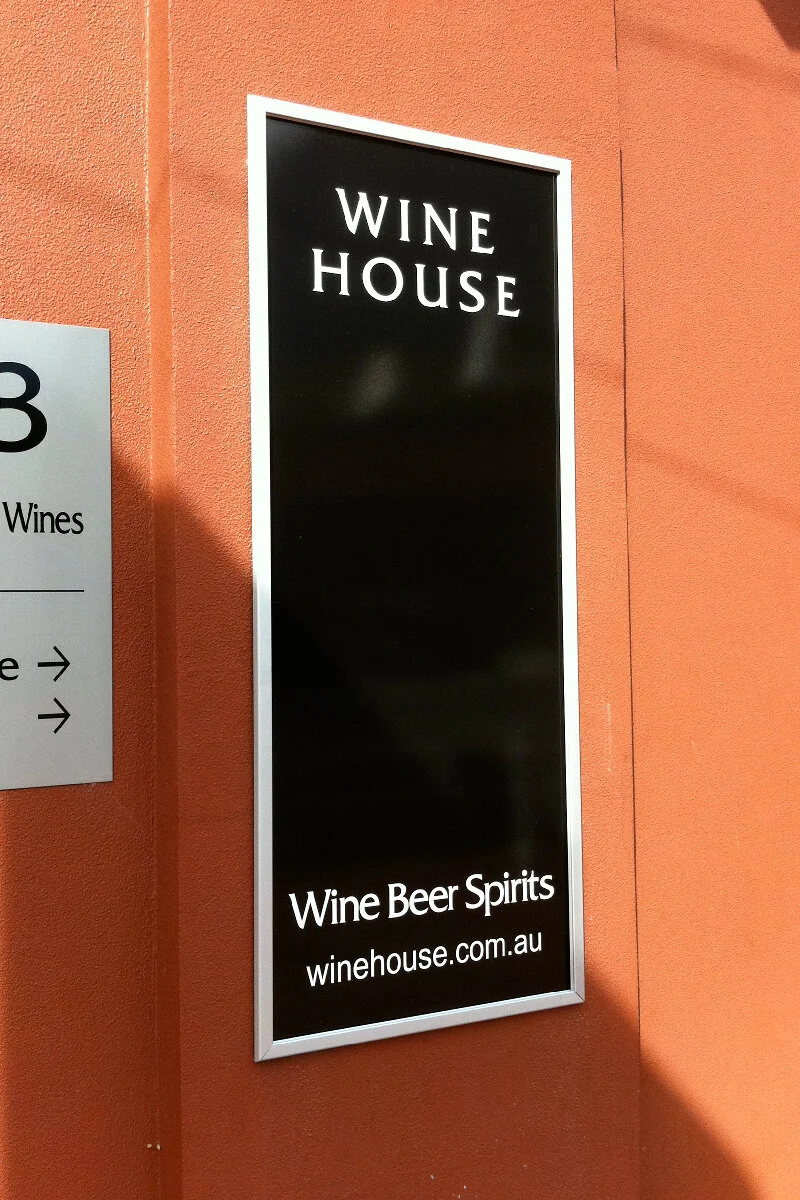 WINE
HOUSE
8
Wines
e →
→
Wine Beer Spirits
winehouse.com.au